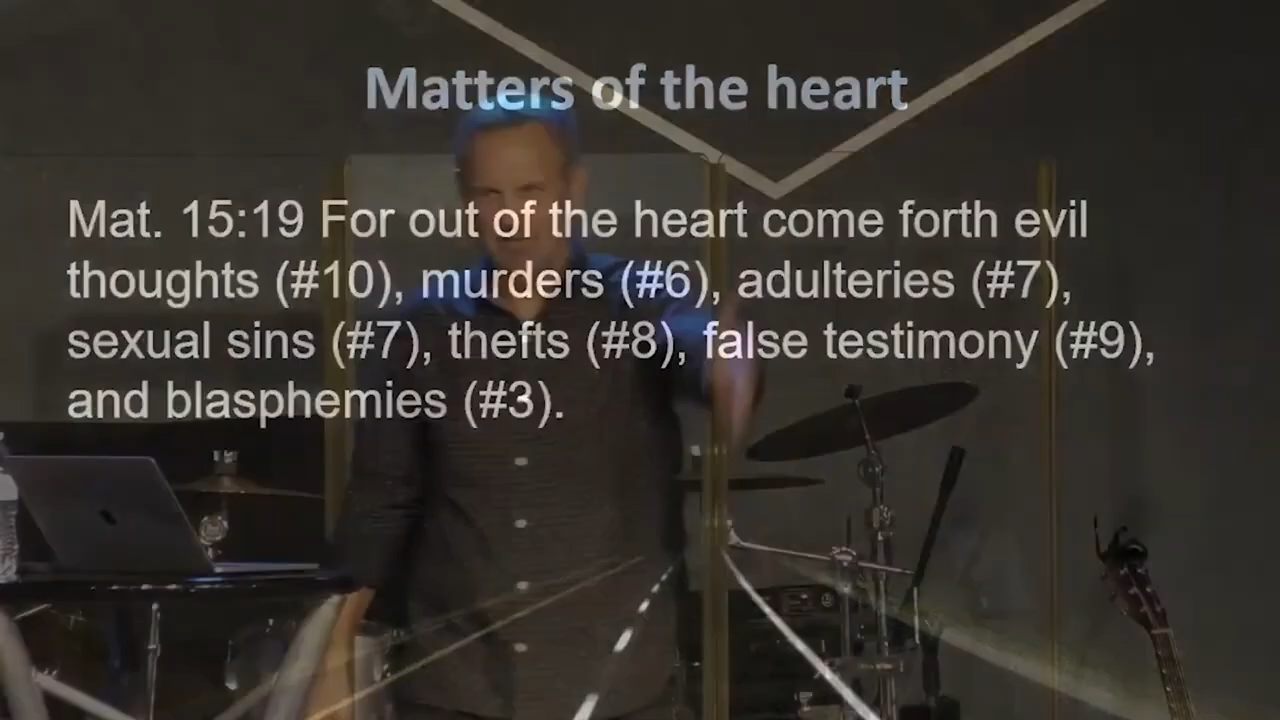 Matters of the heart
Mat. 15:19 For out of the heart come forth evil
thoughts (#10), murders (#6), adulteries (#7),
sexual sins (#7), thefts (#8), false testimony (#9),
and blasphemies (#3).